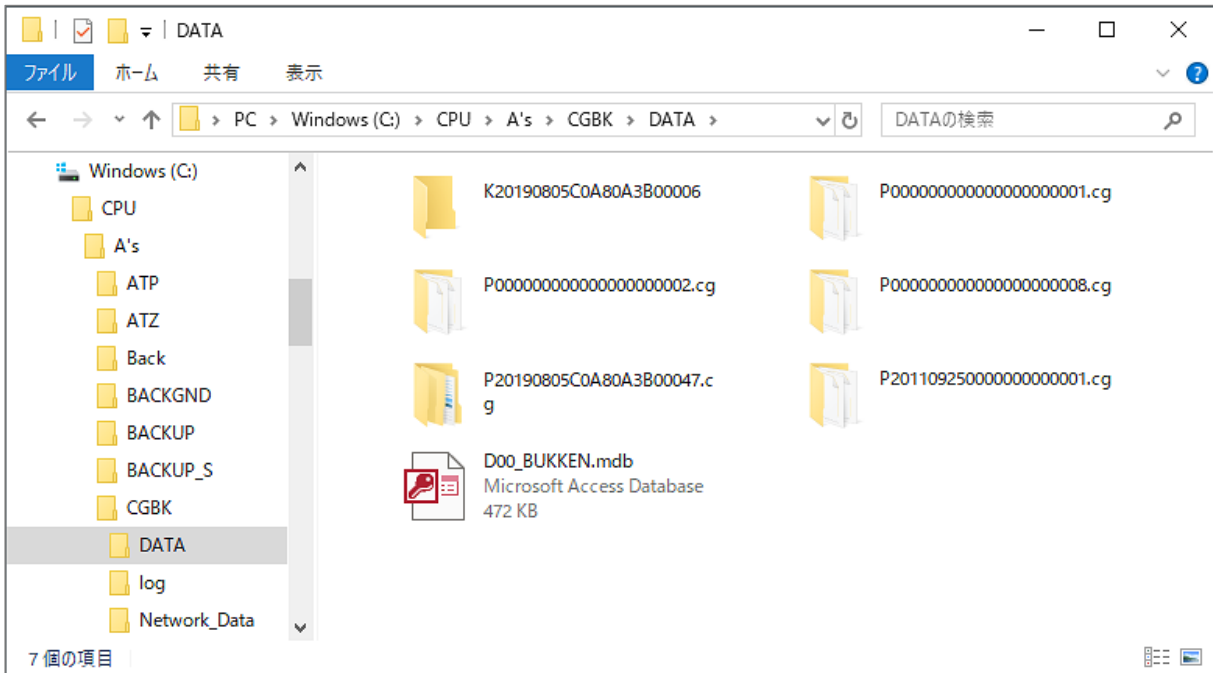 DATA
ファイル ホーム 共有 表示
PC > Windows (C:) > CPU > A's > CGBK > DATA >
DATAの検索
Windows (C:)
CPU
A's
ATP
ATZ
Back
BACKGND
BACKUP
BACKUP_S
CGBK
DATA
log
Network_Data
K20190805C0A80A3B00006
P000000000000000000001.cg
P000000000000000000002.cg
P000000000000000000008.cg
P20190805C0A80A3B00047.c
g
P201109250000000000001.cg
D00_BUKKEN.mdb
Microsoft Access Database
472 KB
7 個の項目